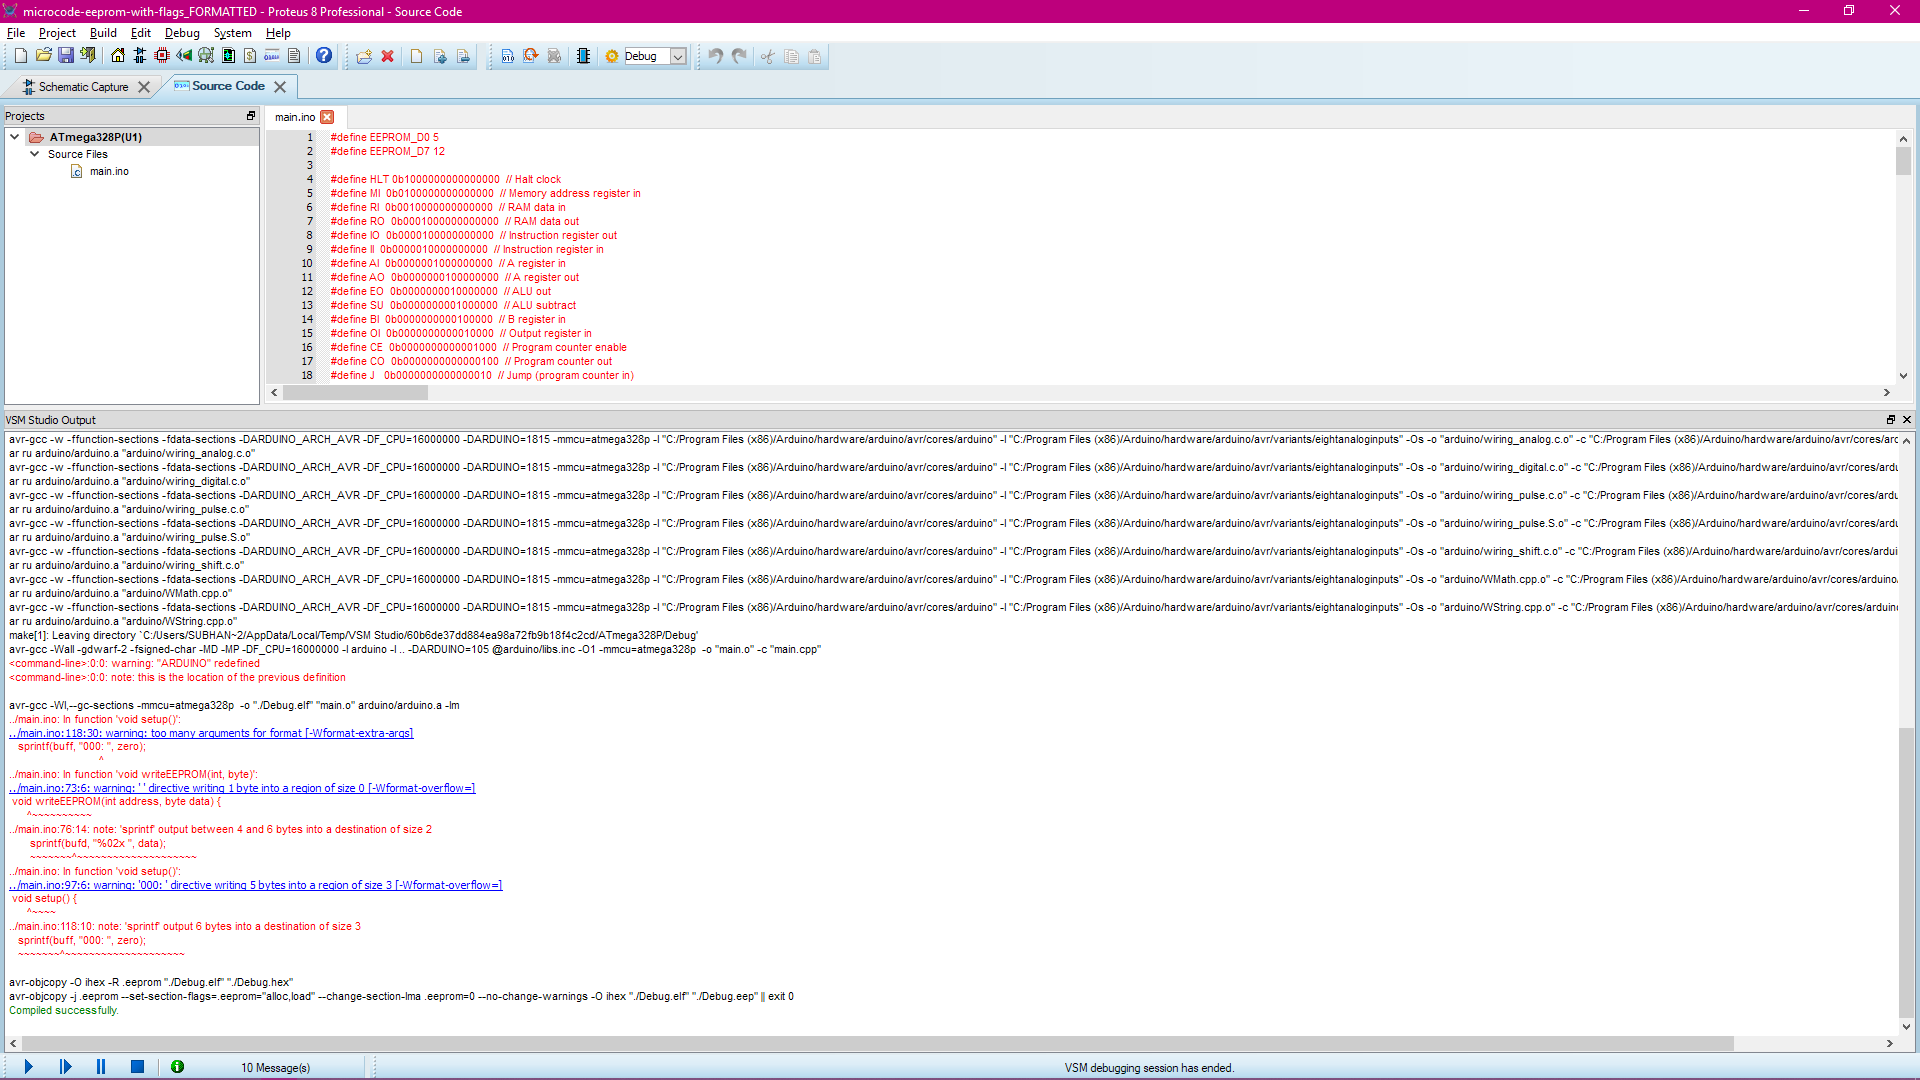 microcode-eeprom-with-flags_FORMATTED - Proteus 8 Professional - Source Code
File Project Build Edit Debug System Help
Debug
Schematic Capture Source Code
Projects
ATmega328P(U1)
Source Files
main.ino
main.ino
1 #define EEPROM_D0 5
2 #define EEPROM_D7 12
3
4 #define HLT 0b1000000000000000 // Halt clock
5 #define MI 0b0100000000000000 // Memory address register in
6 #define RI 0b0010000000000000 // RAM data in
7 #define RO 0b0001000000000000 // RAM data out
8 #define IO 0b0000100000000000 // Instruction register out
9 #define II 0b0000010000000000 // Instruction register in
10 #define AI 0b0000001000000000 // A register in
11 #define AO 0b0000000100000000 // A register out
12 #define EO 0b0000000010000000 // ALU out
13 #define SU 0b0000000001000000 // ALU subtract
14 #define BI 0b0000000000100000 // B register in
15 #define OI 0b0000000000010000 // Output register in
16 #define CE 0b0000000000001000 // Program counter enable
17 #define CO 0b0000000000000100 // Program counter out
18 #define J 0b0000000000000010 // Jump (program counter in)
VSM Studio Output
avr-gcc -w -ffunction-sections -fdata-sections -DARDUINO_ARCH_AVR -DF_CPU=16000000 -DARDUINO=1815 -mmcu=atmega328p -I "C:/Program Files (x86)/Arduino/hardware/arduino/avr/cores/arduino" -I "C:/Program Files (x86)/Arduino/hardware/arduino/avr/variants/eightanaloginputs" -Os -o "arduino/wiring_analog.c.o" -c "C:/Program Files (x86)/Arduino/hardware/arduino/avr/cores/arc
ar ru arduino/arduino.a "arduino/wiring_analog.c.o"
avr-gcc -w -ffunction-sections -fdata-sections -DARDUINO_ARCH_AVR -DF_CPU=16000000 -DARDUINO=1815 -mmcu=atmega328p -I "C:/Program Files (x86)/Arduino/hardware/arduino/avr/cores/arduino" -I "C:/Program Files (x86)/Arduino/hardware/arduino/avr/variants/eightanaloginputs" -Os -o "arduino/wiring_digital.c.o" -c "C:/Program Files (x86)/Arduino/hardware/arduino/avr/cores/ardu
ar ru arduino/arduino.a "arduino/wiring_digital.c.o"
avr-gcc -w -ffunction-sections -fdata-sections -DARDUINO_ARCH_AVR -DF_CPU=16000000 -DARDUINO=1815 -mmcu=atmega328p -I "C:/Program Files (x86)/Arduino/hardware/arduino/avr/cores/arduino" -I "C:/Program Files (x86)/Arduino/hardware/arduino/avr/variants/eightanaloginputs" -Os -o "arduino/wiring_pulse.c.o" -c "C:/Program Files (x86)/Arduino/hardware/arduino/avr/cores/ardu
ar ru arduino/arduino.a "arduino/wiring_pulse.c.o"
avr-gcc -w -ffunction-sections -fdata-sections -DARDUINO_ARCH_AVR -DF_CPU=16000000 -DARDUINO=1815 -mmcu=atmega328p -I "C:/Program Files (x86)/Arduino/hardware/arduino/avr/cores/arduino" -I "C:/Program Files (x86)/Arduino/hardware/arduino/avr/variants/eightanaloginputs" -Os -o "arduino/wiring_pulse.S.o" -c "C:/Program Files (x86)/Arduino/hardware/arduino/avr/cores/ardu
ar ru arduino/arduino.a "arduino/wiring_pulse.S.o"
avr-gcc -w -ffunction-sections -fdata-sections -DARDUINO_ARCH_AVR -DF_CPU=16000000 -DARDUINO=1815 -mmcu=atmega328p -I "C:/Program Files (x86)/Arduino/hardware/arduino/avr/cores/arduino" -I "C:/Program Files (x86)/Arduino/hardware/arduino/avr/variants/eightanaloginputs" -Os -o "arduino/wiring_shift.c.o" -c "C:/Program Files (x86)/Arduino/hardware/arduino/avr/cores/ardui
ar ru arduino/arduino.a "arduino/wiring_shift.c.o"
avr-gcc -w -ffunction-sections -fdata-sections -DARDUINO_ARCH_AVR -DF_CPU=16000000 -DARDUINO=1815 -mmcu=atmega328p -I "C:/Program Files (x86)/Arduino/hardware/arduino/avr/cores/arduino" -I "C:/Program Files (x86)/Arduino/hardware/arduino/avr/variants/eightanaloginputs" -Os -o "arduino/WMath.cpp.o" -c "C:/Program Files (x86)/Arduino/hardware/arduino/avr/cores/arduino.
ar ru arduino/arduino.a "arduino/WMath.cpp.o"
avr-gcc -w -ffunction-sections -fdata-sections -DARDUINO_ARCH_AVR -DF_CPU=16000000 -DARDUINO=1815 -mmcu=atmega328p -I "C:/Program Files (x86)/Arduino/hardware/arduino/avr/cores/arduino" -I "C:/Program Files (x86)/Arduino/hardware/arduino/avr/variants/eightanaloginputs" -Os -o "arduino/WString.cpp.o" -c "C:/Program Files (x86)/Arduino/hardware/arduino/avr/cores/arduino
ar ru arduino/arduino.a "arduino/WString.cpp.o"
make[1]: Leaving directory `C:/Users/SUBHAN~2/AppData/Local/Temp/VSM Studio/60b6de37dd884ea98a72fb9b18f4c2cd/ATmega328P/Debug'
avr-gcc -Wall -gdwarf-2 -fsigned-char -MD -MP -DF_CPU=16000000 -I arduino -I .. -DARDUINO=105 @arduino/libs.inc -O1 -mmcu=atmega328p -o "main.o" -c "main.cpp"
<command-line>:0:0: warning: "ARDUINO" redefined
<command-line>:0:0: note: this is the location of the previous definition
avr-gcc -Wl,--gc-sections -mmcu=atmega328p -o "./Debug.elf" "main.o" arduino/arduino.a -lm
../main.ino: In function 'void setup()':
../main.ino:118:30: warning: too many arguments for format [-Wformat-extra-args]
sprintf(buff, "000: ", zero);
^
../main.ino: In function 'void writeEEPROM(int, byte)':
../main.ino:73:6: warning: ' ' directive writing 1 byte into a region of size 0 [-Wformat-overflow=]
void writeEEPROM(int address, byte data) {
^~~~~~~~~~~
../main.ino:76:14: note: 'sprintf' output between 4 and 6 bytes into a destination of size 2
sprintf(bufd, "%02x ", data);
~~~~~~~^~~~~~~~~~~~~~~~~~~~~
../main.ino: In function 'void setup()':
../main.ino:97:6: warning: '000: ' directive writing 5 bytes into a region of size 3 [-Wformat-overflow=]
void setup() {
^~~~~
../main.ino:118:10: note: 'sprintf' output 6 bytes into a destination of size 3
sprintf(buff, "000: ", zero);
~~~~~~~^~~~~~~~~~~~~~~~~~~~~
avr-objcopy -O ihex -R .eeprom "./Debug.elf" "./Debug.hex"
avr-objcopy -j .eeprom --set-section-flags=.eeprom="alloc,load" --change-section-lma .eeprom=0 --no-change-warnings -O ihex "./Debug.elf" "./Debug.eep" || exit 0
Compiled successfully.
10 Message(s)
VSM debugging session has ended.